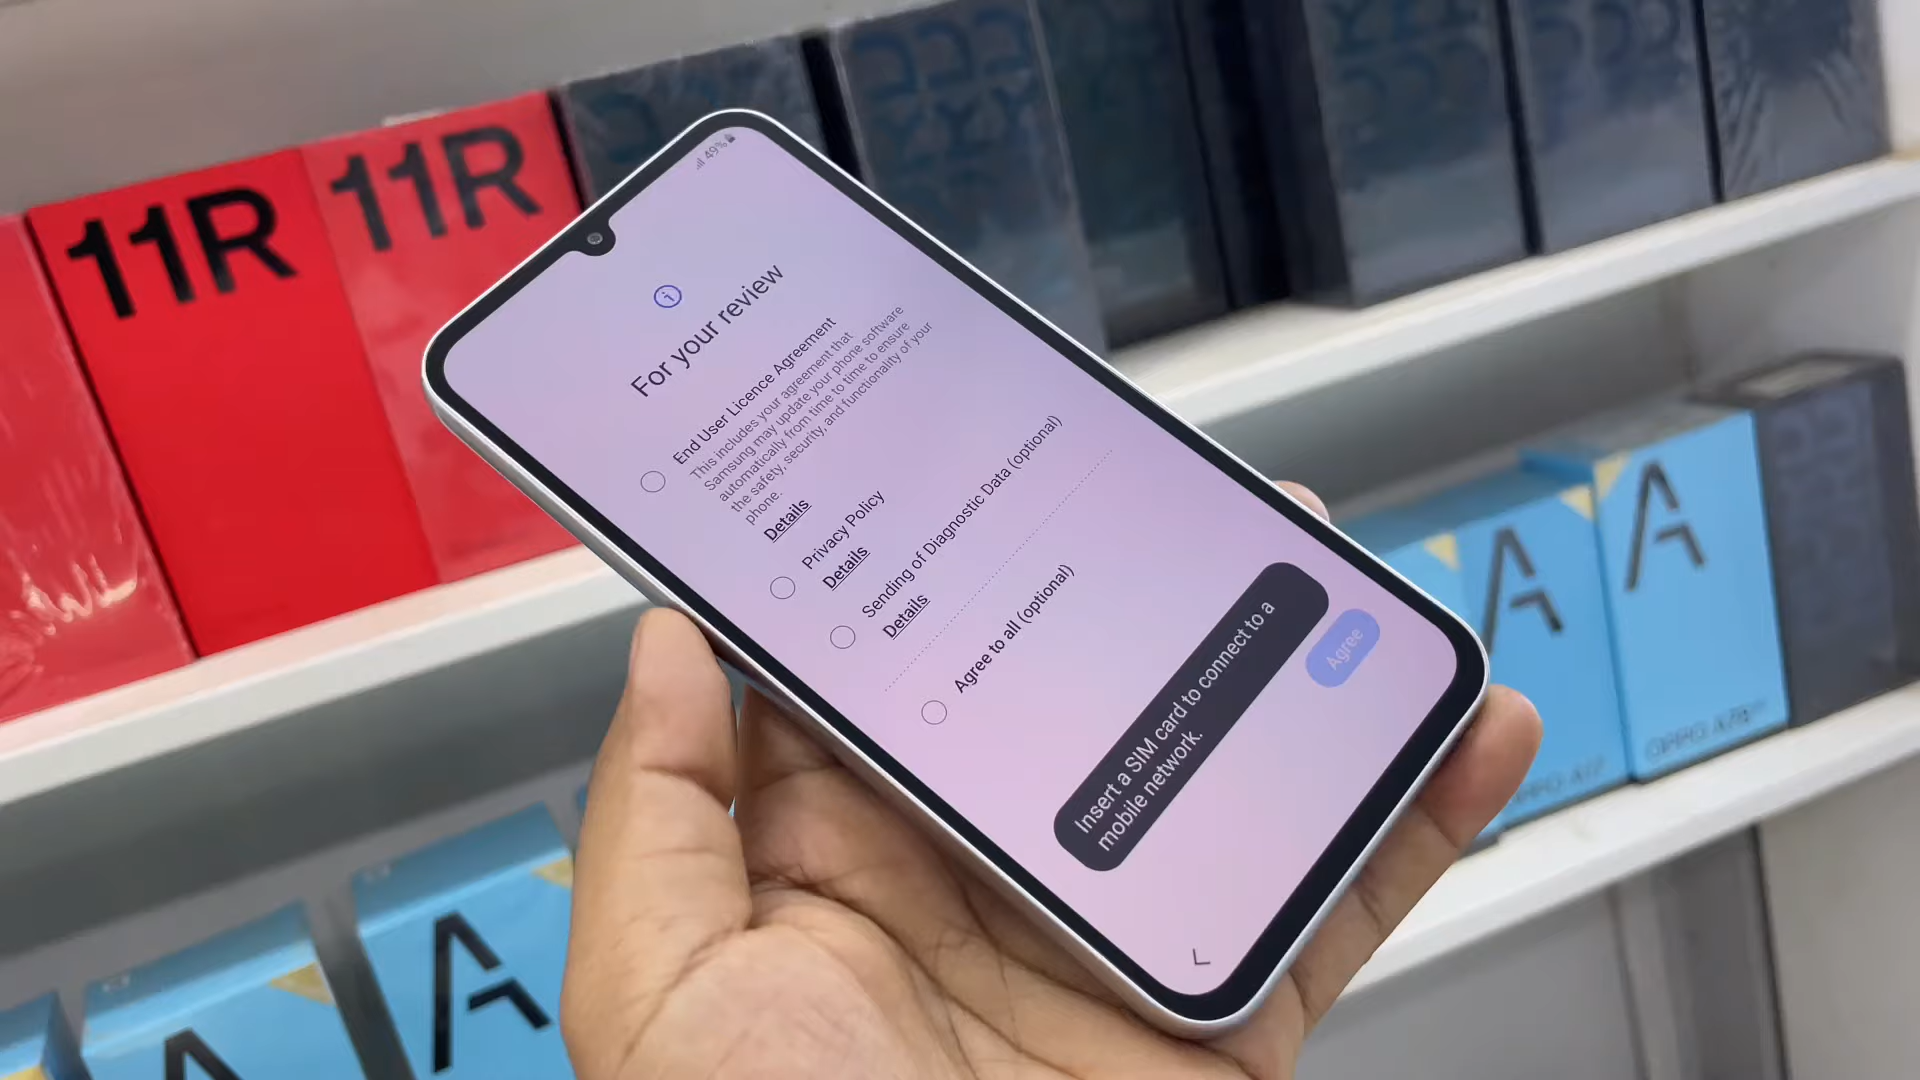 11R
11R
49%
For your review
End User Licence Agreement
This includes your agreement that
Samsung may update your phone software
automatically from time to time to ensure
the safety, security, and functionality of your
phone.
Details
Privacy Policy
Details
Sending of Diagnostic Data (optional)
Details
Agree to all (optional)
Insert a SIM card to connect to a
mobile network.
Agree
A
A
A
A
OPPO